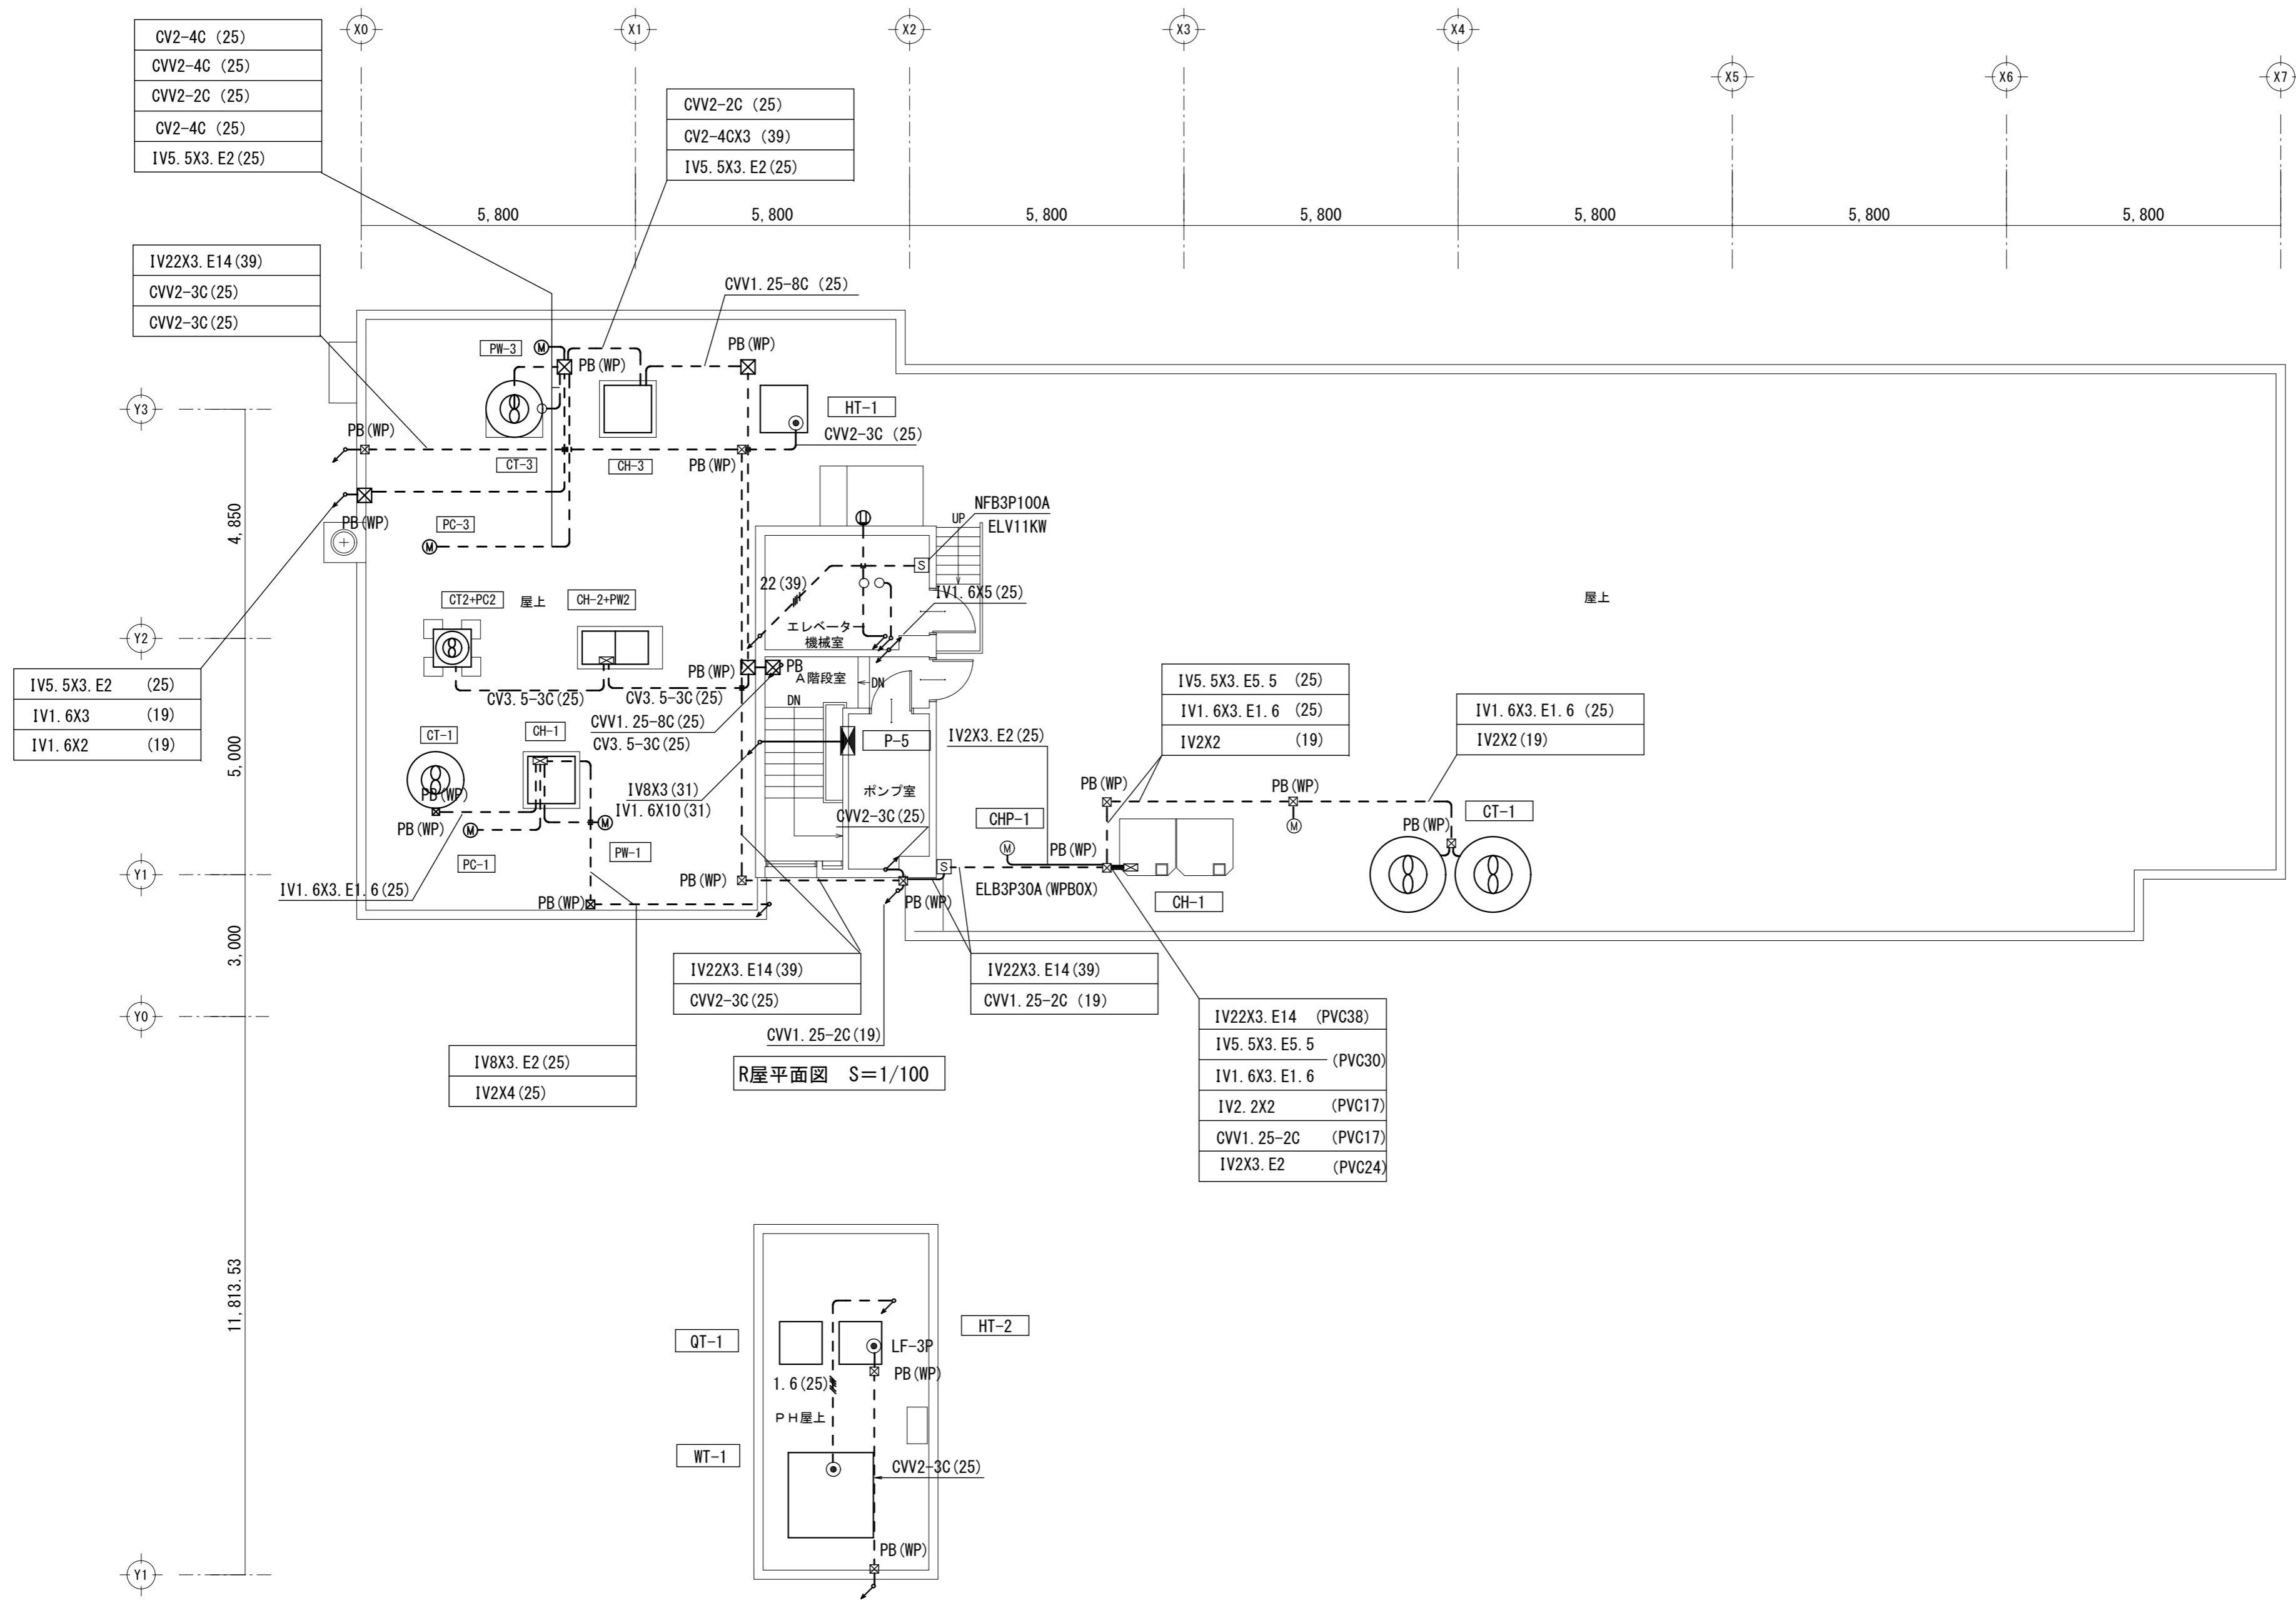 X0
X1
X2
X3
X4
X5
X6
X7
CV2-4C (25)
CVV2-4C (25)
CVV2-2C (25)
CV2-4C (25)
IV5.5X3.E2(25)
CVV2-2C (25)
CV2-4CX3 (39)
IV5.5X3.E2(25)
5,800
5,800
5,800
5,800
5,800
5,800
5,800
IV22X3.E14(39)
CVV2-3C(25)
CVV2-3C(25)
CVV1.25-8C (25)
PW-3
M
PB(WP)
PB(WP)
Y3
HT-1
PB(WP)
CVV2-3C (25)
CT-3
CH-3
PB(WP)
4,850
PB(WP)
PC-3
M
NFB3P100A
UP
ELV11KW
S
22(39)
IV1.6X5(25)
CT2+PC2
屋上
CH-2+PW2
屋上
エレベーター
機械室
Y2
PB(WP)
PB
A階段室
DN
CV3.5-3C(25)
CV3.5-3C(25)
DN
IV5.5X3.E2 (25)
IV1.6X3 (19)
IV1.6X2 (19)
IV5.5X3.E5.5 (25)
IV1.6X3.E1.6 (25)
IV2X2 (19)
IV1.6X3.E1.6 (25)
IV2X2(19)
CVV1.25-8C(25)
CV3.5-3C(25)
CT-1
CH-1
P-5
IV2X3.E2(25)
5,000
PB(WP)
IV8X3(31)
IV1.6X10(31)
ポンプ室
CVV2-3C(25)
PB(WP)
PB(WP)
PB(WP)
M
M
CHP-1
M
M
CT-1
PB(WP)
PC-1
PW-1
PB(WP)
Y1
IV1.6X3.E1.6(25)
PB(WP)
S
ELB3P30A(WPBOX)
PB(WP)
PB(WP)
CH-1
3,000
IV22X3.E14(39)
CVV2-3C(25)
IV22X3.E14(39)
CVV1.25-2C (19)
Y0
CVV1.25-2C(19)
IV8X3.E2(25)
IV2X4(25)
R屋平面図 S=1/100
IV22X3.E14 (PVC38)
IV5.5X3.E5.5
(PVC30)
IV1.6X3.E1.6
IV2.2X2 (PVC17)
CVV1.25-2C (PVC17)
IV2X3.E2 (PVC24)
11,813.53
QT-1
HT-2
LF-3P
PB(WP)
1.6(25)
PH屋上
WT-1
CVV2-3C(25)
PB(WP)
Y1